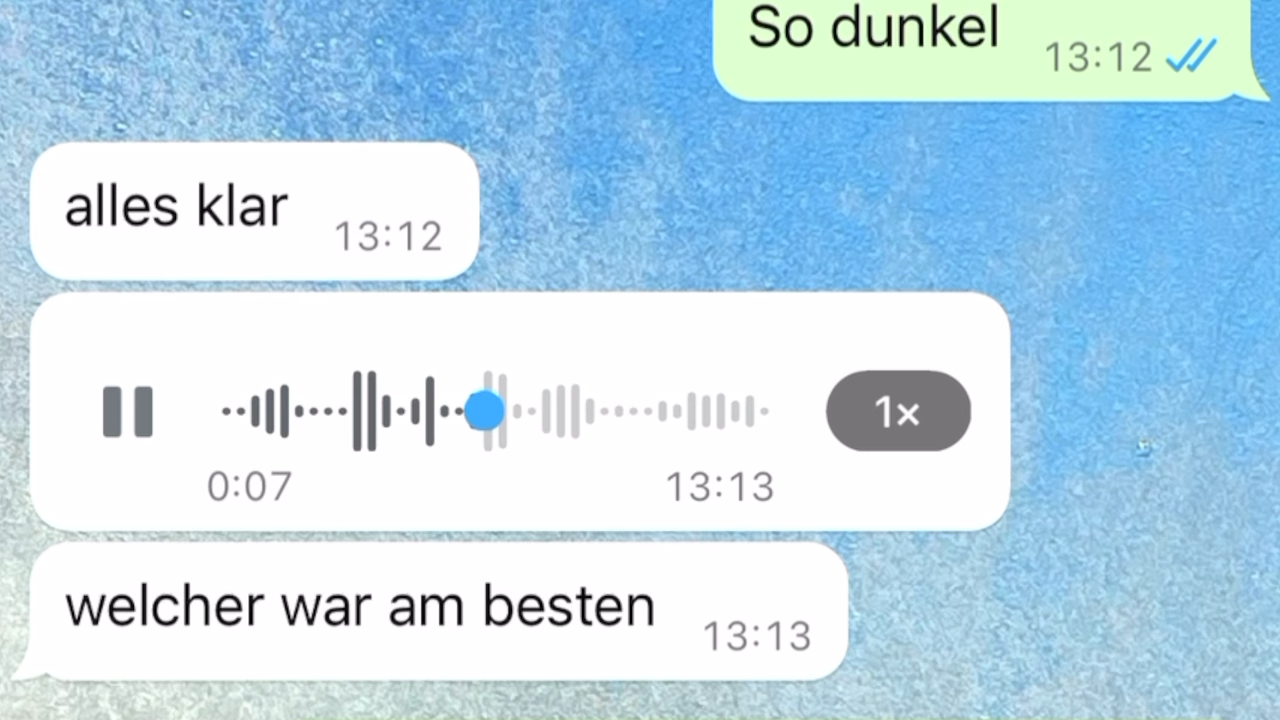 So dunkel
13:12
alles klar
13:12
1×
0:07
13:13
welcher war am besten
13:13